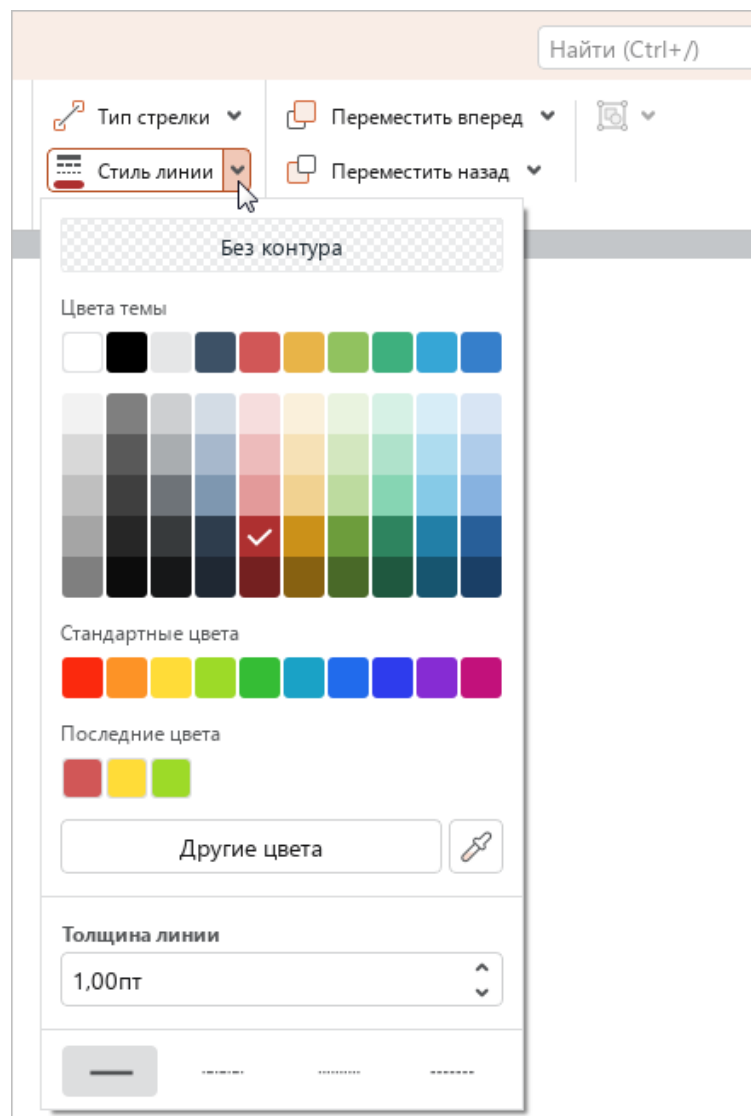 Найти (Ctrl+/)
Тип стрелки
Переместить вперед
Стиль линии
Переместить назад
Без контура
Цвета темы
Стандартные цвета
Последние цвета
Другие цвета
Толщина линии
1,00пт